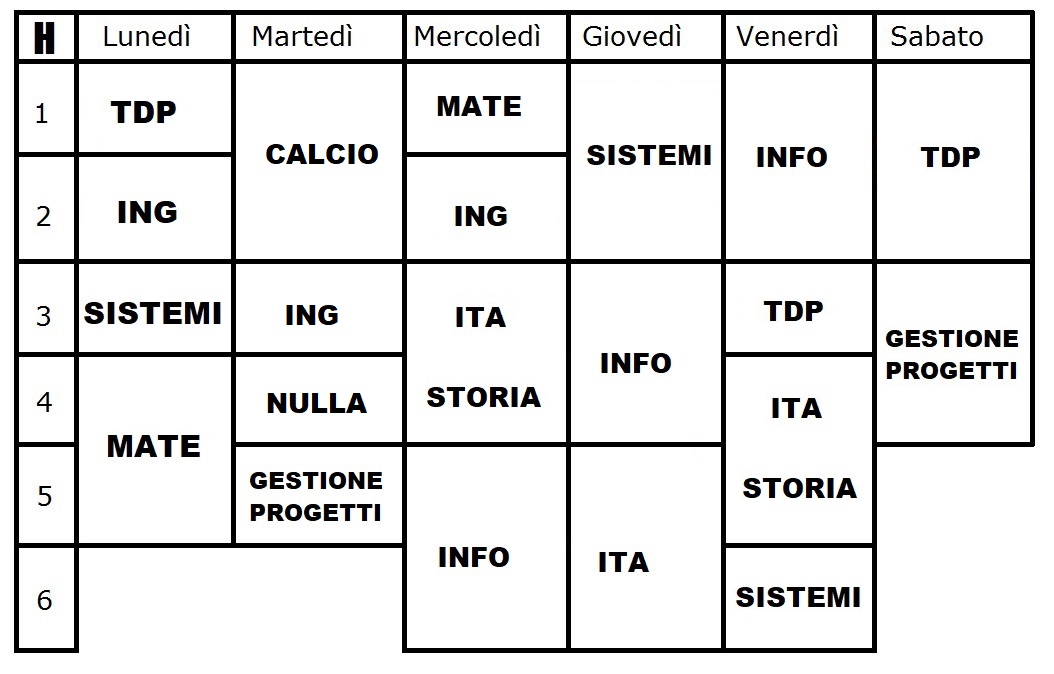 H Lunedì Martedì Mercoledì Giovedì Venerdì Sabato
1 TDP CALCIO MATE SISTEMI INFO TDP
2 ING ING
3 SISTEMI ING ITA INFO TDP GESTIONE PROGETTI
4 MATE NULLA STORIA ITA
5 GESTIONE PROGETTI STORIA
6 INFO ITA SISTEMI